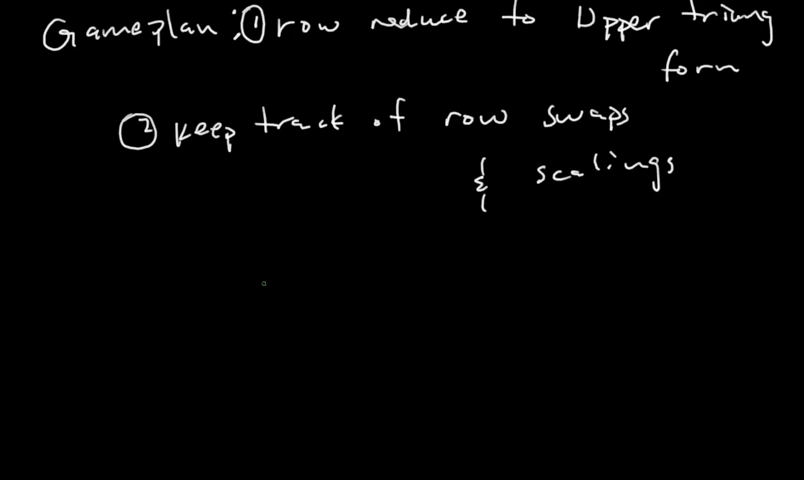 Gameplan: ① row reduce to Upper triang
form
② keep track of row swaps
& scalings